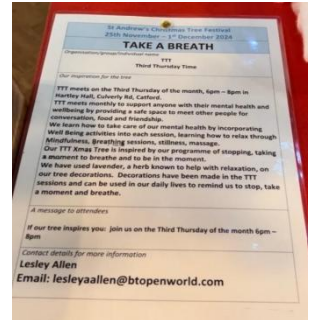 St Andrew's Christmas Tree Festival
25th November – 1st December 2024
TAKE A BREATH
Organisation/group/individual name
TTT
Third Thursday Time
Our inspiration for the tree
TTT meets on the Third Thursday of the month, 6pm – 8pm in
Hartley Hall, Culverly Rd, Catford.
TTT meets monthly to support anyone with their mental health and
wellbeing by providing a safe space to meet other people for
conversation, food and friendship.
We learn how to take care of our mental health by incorporating
Well Being activities into each session, learning how to relax through
Mindfulness, Breathing sessions, stillness, massage.
Our TTT Xmas Tree is inspired by our programme of stopping, taking
a moment to breathe and to be in the moment.
We have used lavender, a herb known to help with relaxation, on
our tree decorations. Decorations have been made in the TTT
sessions and can be used in our daily lives to remind us to stop, take
a moment and breathe.
A message to attendees
If our tree inspires you: join us on the Third Thursday of the month 6pm –
8pm
Contact details for more information
Lesley Allen
Email: lesleyaallen@btopenworld.com